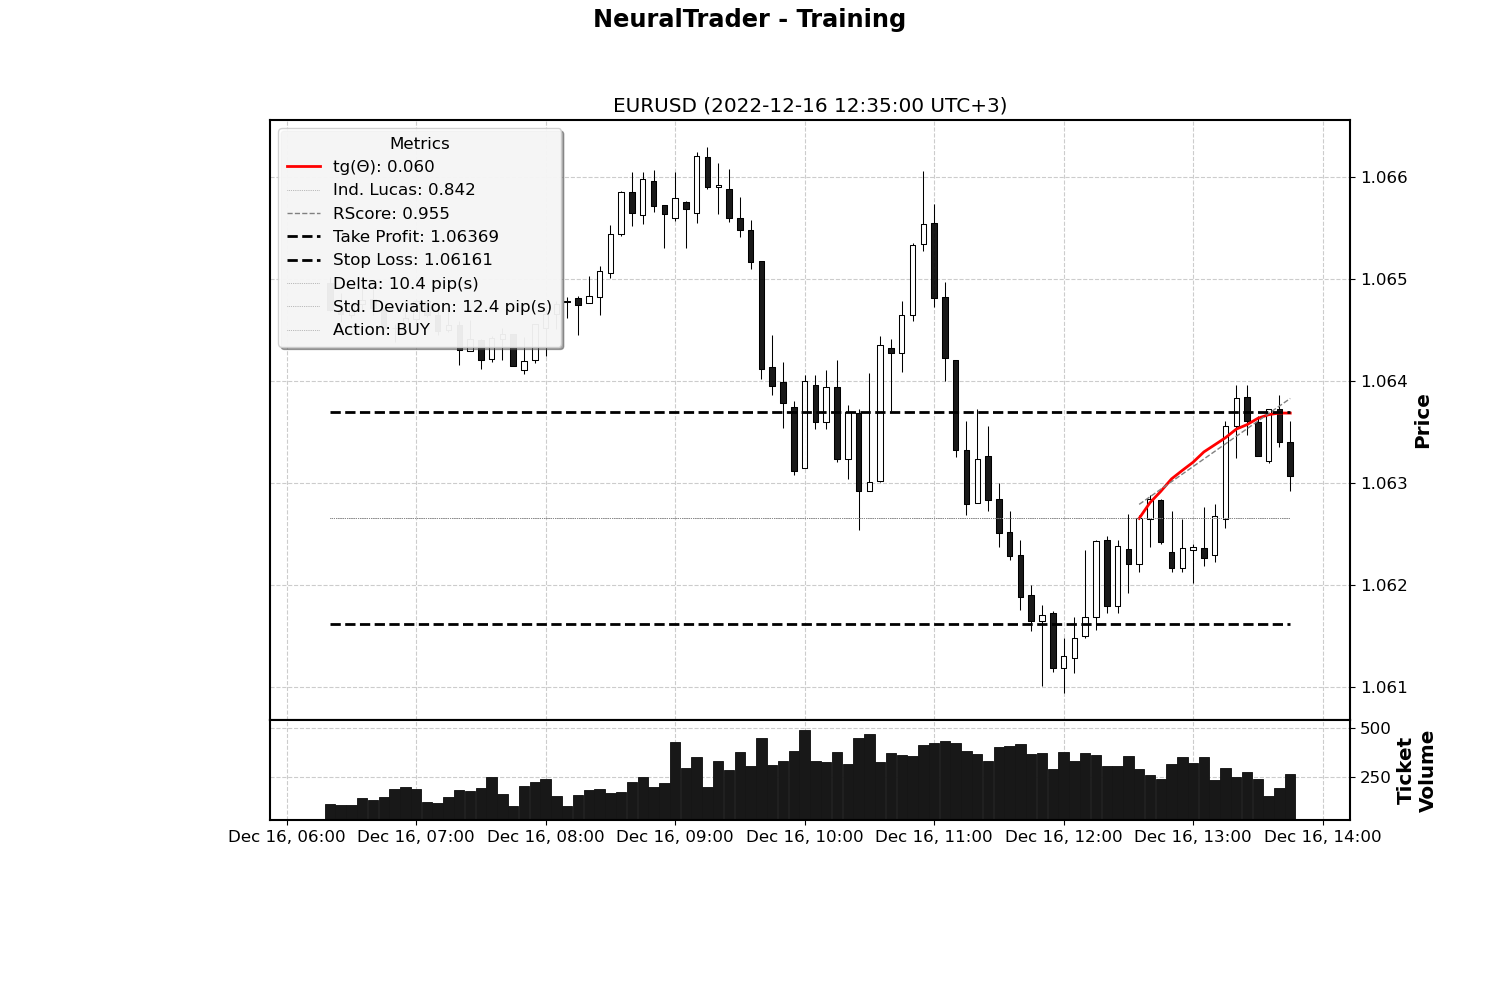 NeuralTrader - Training
EURUSD (2022-12-16 12:35:00 UTC+3)
Metrics
tg(Θ): 0.060
Ind. Lucas: 0.842
RScore: 0.955
Take Profit: 1.06369
Stop Loss: 1.06161
Delta: 10.4 pip(s)
Std. Deviation: 12.4 pip(s)
Action: BUY
1.066
1.065
1.064
1.063
1.062
1.061
Price
500
250
Ticket
Volume
Dec 16, 06:00 Dec 16, 07:00 Dec 16, 08:00 Dec 16, 09:00 Dec 16, 10:00 Dec 16, 11:00 Dec 16, 12:00 Dec 16, 13:00 Dec 16, 14:00